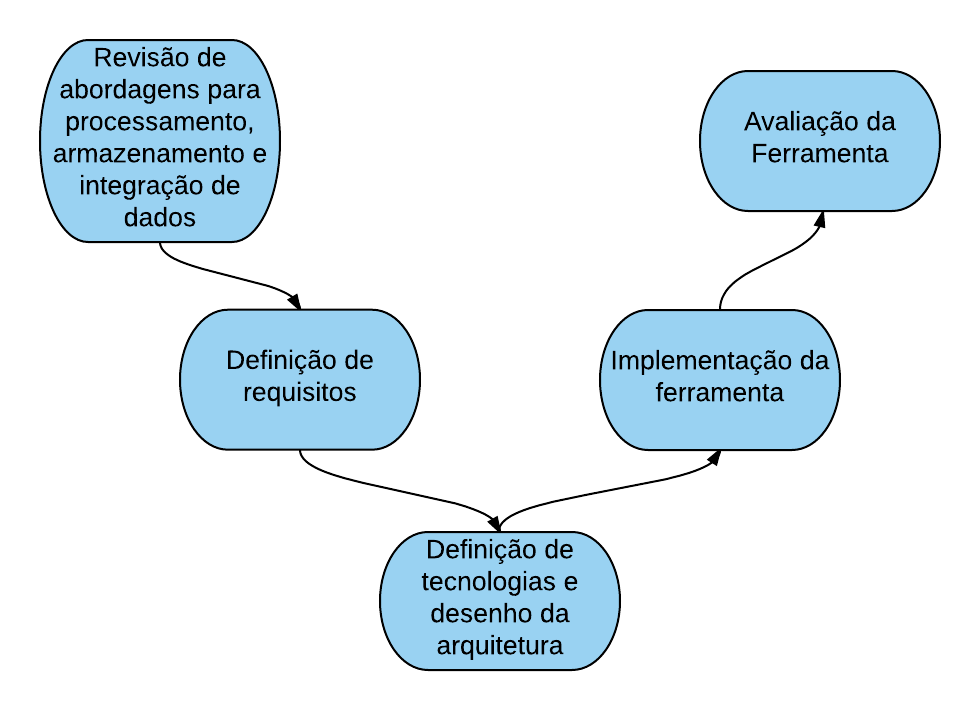 Revisão de
abordagens para
processamento,
armazenamento e
integração de
dados
Definição de
requisitos
Definição de
tecnologias e
desenho da
arquitetura
Implementação da
ferramenta
Avaliação da
Ferramenta